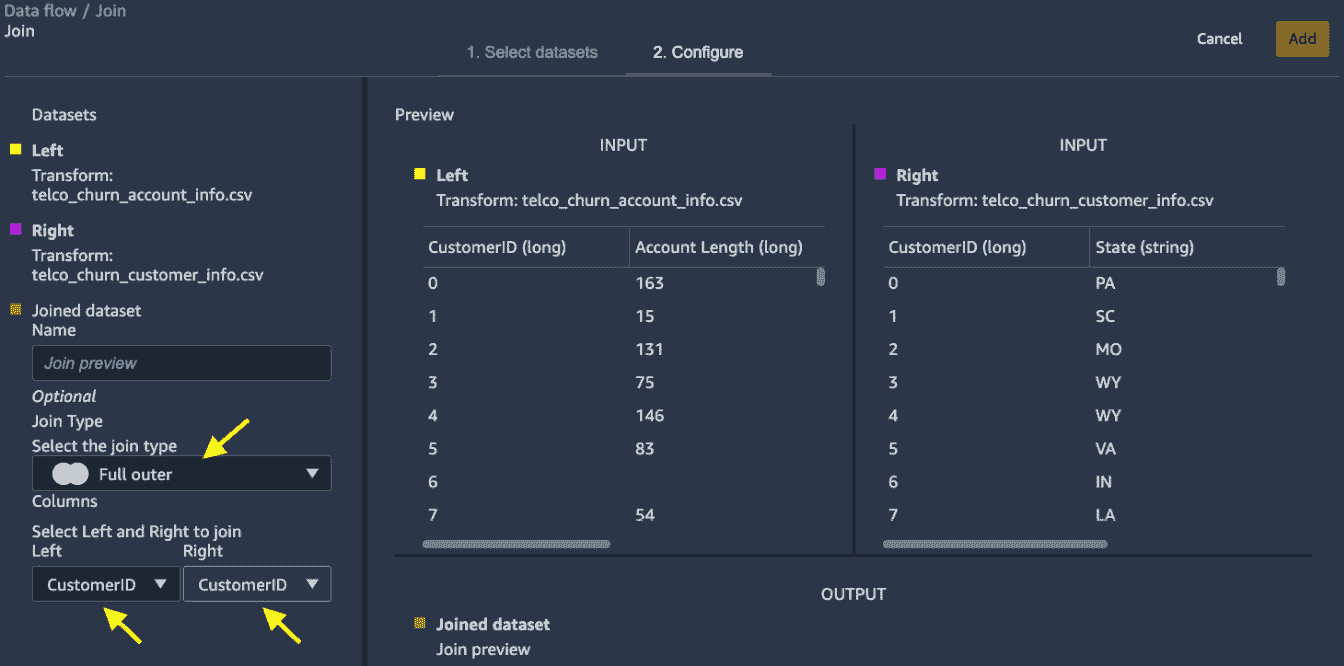 Data flow / Join
Join
1. Select datasets
2. Configure
Cancel
Add
Datasets
Left
Transform:
telco_churn_account_info.csv
Right
Transform:
telco_churn_customer_info.csv
Joined dataset
Name
Join preview
Optional
Join Type
Select the join type
Full outer
Columns
Select Left and Right to join
Left Right
CustomerID CustomerID
Preview
INPUT
Left
Transform: telco_churn_account_info.csv
CustomerID (long) Account Length (long)
0 163
1 15
2 131
3 75
4 146
5 83
6
7 54
INPUT
Right
Transform: telco_churn_customer_info.csv
CustomerID (long) State (string)
0 PA
1 SC
2 MO
3 WY
4 WY
5 VA
6 IN
7 LA
OUTPUT
Joined dataset
Join preview